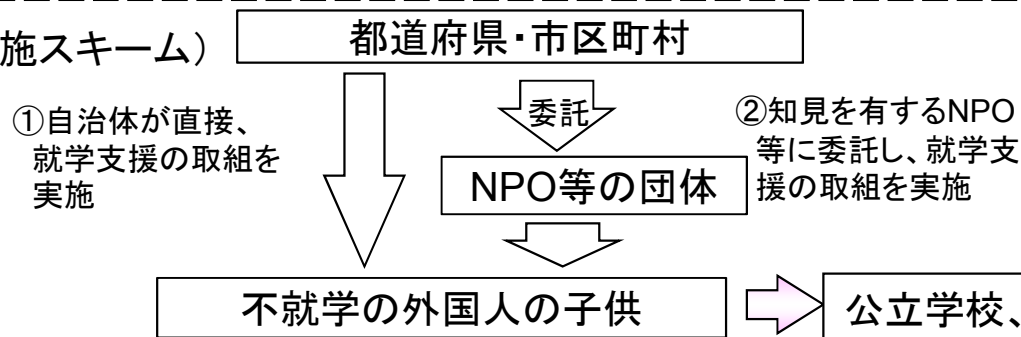 施スキーム）
都道府県・市区町村
①自治体が直接、
就学支援の取組を
実施
委託
②知見を有するNPO
等に委託し、就学支
援の取組を実施
NPO等の団体
不就学の外国人の子供
公立学校、